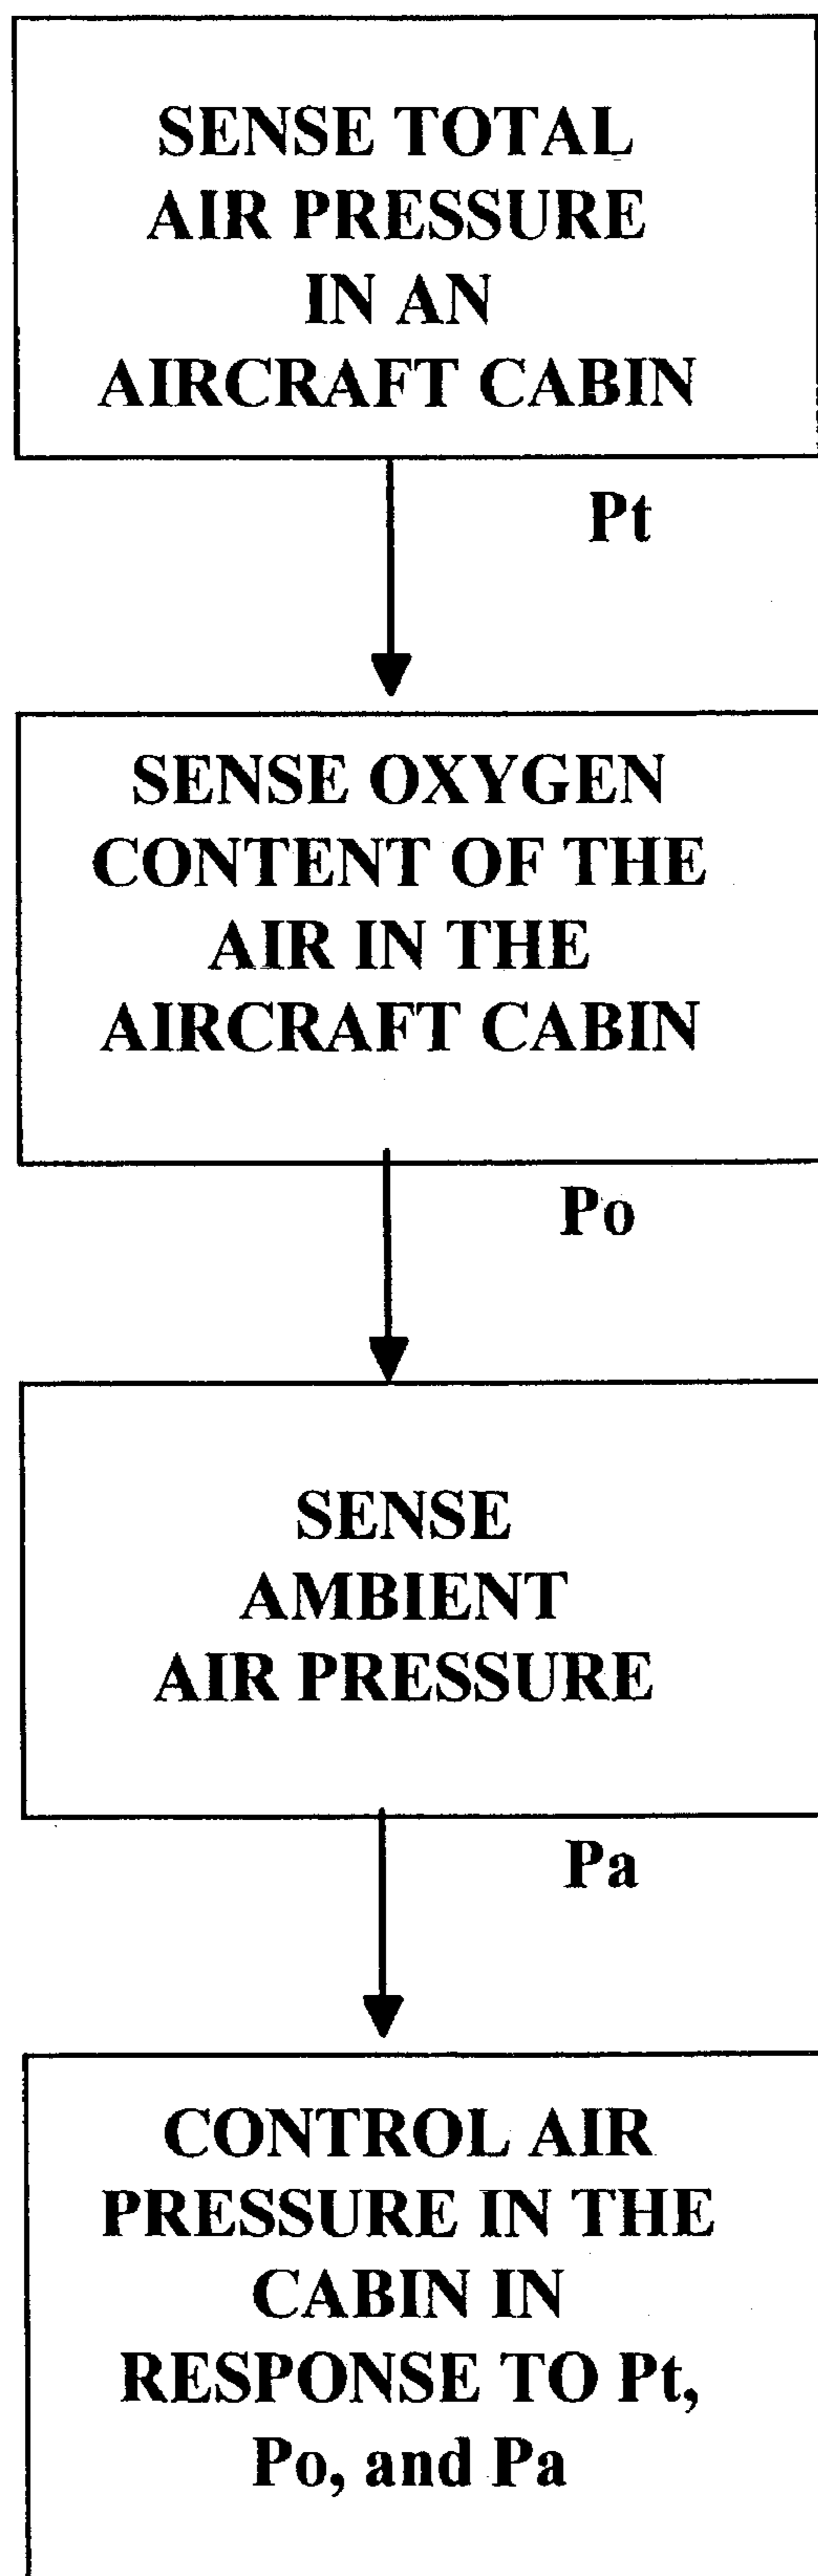 SENSE TOTAL
AIR PRESSURE
IN AN
AIRCRAFT CABIN
Pt
SENSE OXYGEN
CONTENT OF THE
AIR IN THE
AIRCRAFT CABIN
Po
SENSE
AMBIENT
AIR PRESSURE
Pa
CONTROL AIR
PRESSURE IN THE
CABIN IN
RESPONSE TO Pt,
Po, and Pa